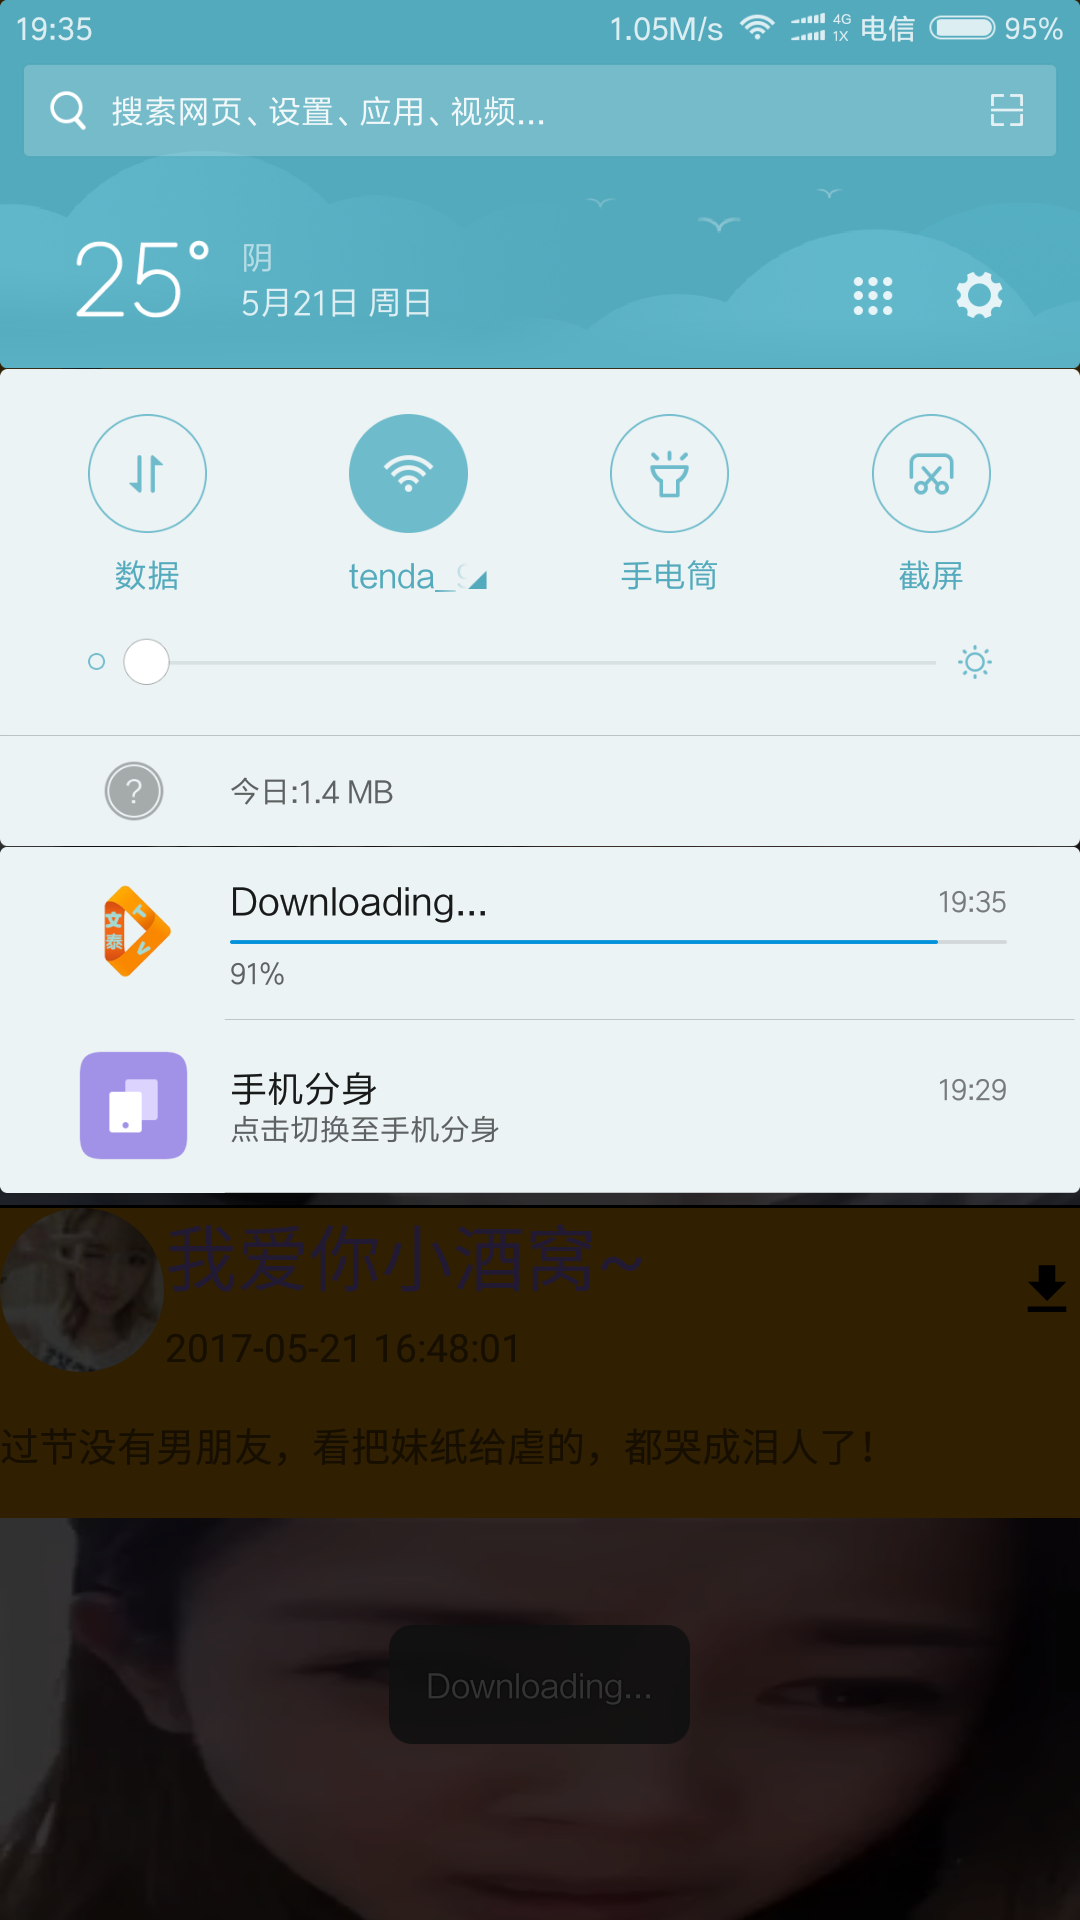 19:35 1.05M/s 4G 1X 电信 95%
搜索网页、设置、应用、视频...
25° 阴
5月21日 周日
数据 tenda_ 手电筒 截屏
? 今日:1.4 MB
文泰 TV
Downloading... 19:35
91%
手机分身 19:29
点击切换至手机分身
我爱你小酒窝~
2017-05-21 16:48:01
过节没有男朋友，看把妹纸给虐的，都哭成泪人了！
Downloading...